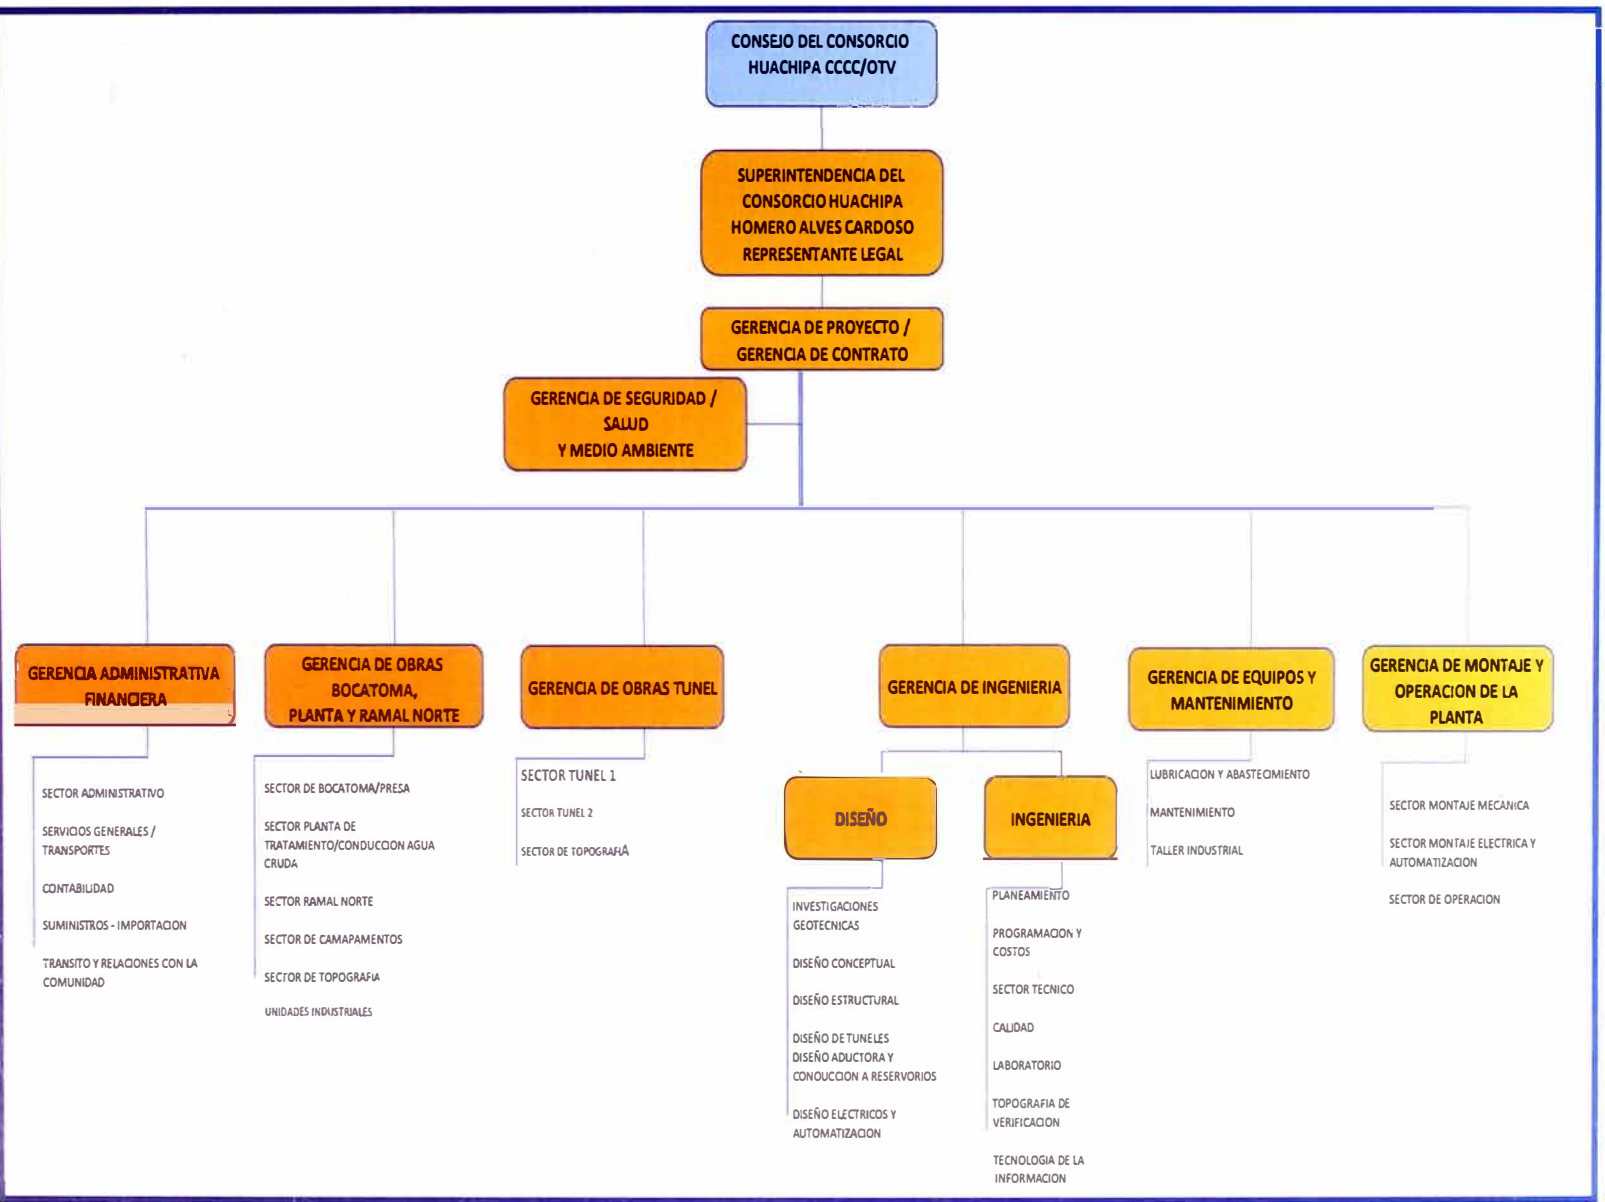 CONSEJO DEL CONSORCIO
HUACHIPA CCCC/OTV
SUPERINTENDENCIA DEL
CONSORCIO HUACHIPA
HOMERO ALVES CARDOSO
REPRESENTANTE LEGAL
GERENCIA DE PROYECTO /
GERENCIA DE CONTRATO
GERENCIA DE SEGURIDAD /
SALUD
Y MEDIO AMBIENTE
GERENCIA ADMINISTRATIVA
FINANCIERA
SECTOR ADMINISTRATIVO
SERVICIOS GENERALES /
TRANSPORTES
CONTABILIDAD
SUMINISTROS - IMPORTACION
TRANSITO Y RELACIONES CON LA
COMUNIDAD
GERENCIA DE OBRAS
BOCATOMA,
PLANTA Y RAMAL NORTE
SECTOR DE BOCATOMA/PRESA
SECTOR PLANTA DE
TRATAMIENTO/CONDUCCION AGUA
CRUDA
SECTOR RAMAL NORTE
SECTOR DE CAMAPAMENTOS
SECTOR DE TOPOGRAFIA
UNIDADES INDUSTRIALES
GERENCIA DE OBRAS TUNEL
SECTOR TUNEL 1
SECTOR TUNEL 2
SECTOR DE TOPOGRAFIA
GERENCIA DE INGENIERIA
DISEÑO
INVESTIGACIONES
GEOTECNICAS
DISEÑO CONCEPTUAL
DISEÑO ESTRUCTURAL
DISEÑO DE TUNELES
DISEÑO ADUCTORA Y
CONDUCCION A RESERVORIOS
DISEÑO ELECTRICOS Y
AUTOMATIZACION
INGENIERIA
PLANEAMIENTO
PROGRAMACION Y
COSTOS
SECTOR TECNICO
CALIDAD
LABORATORIO
TOPOGRAFIA DE
VERIFICACION
TECNOLOGIA DE LA
INFORMACION
GERENCIA DE EQUIPOS Y
MANTENIMIENTO
LUBRICACION Y ABASTECIMIENTO
MANTENIMIENTO
TALLER INDUSTRIAL
GERENCIA DE MONTAJE Y
OPERACION DE LA
PLANTA
SECTOR MONTAJE MECANICA
SECTOR MONTAJE ELECTRICA Y
AUTOMATIZACION
SECTOR DE OPERACION